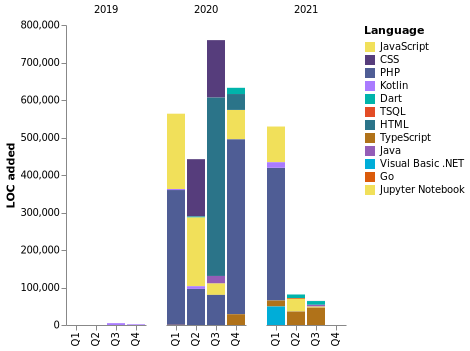 2019 2020 2021
800,000
700,000
600,000
500,000
400,000
300,000
200,000
100,000
0
LOC added
Q1 Q2 Q3 Q4 Q1 Q2 Q3 Q4 Q1 Q2 Q3 Q4
Language
JavaScript
CSS
PHP
Kotlin
Dart
TSQL
HTML
TypeScript
Java
Visual Basic .NET
Go
Jupyter Notebook